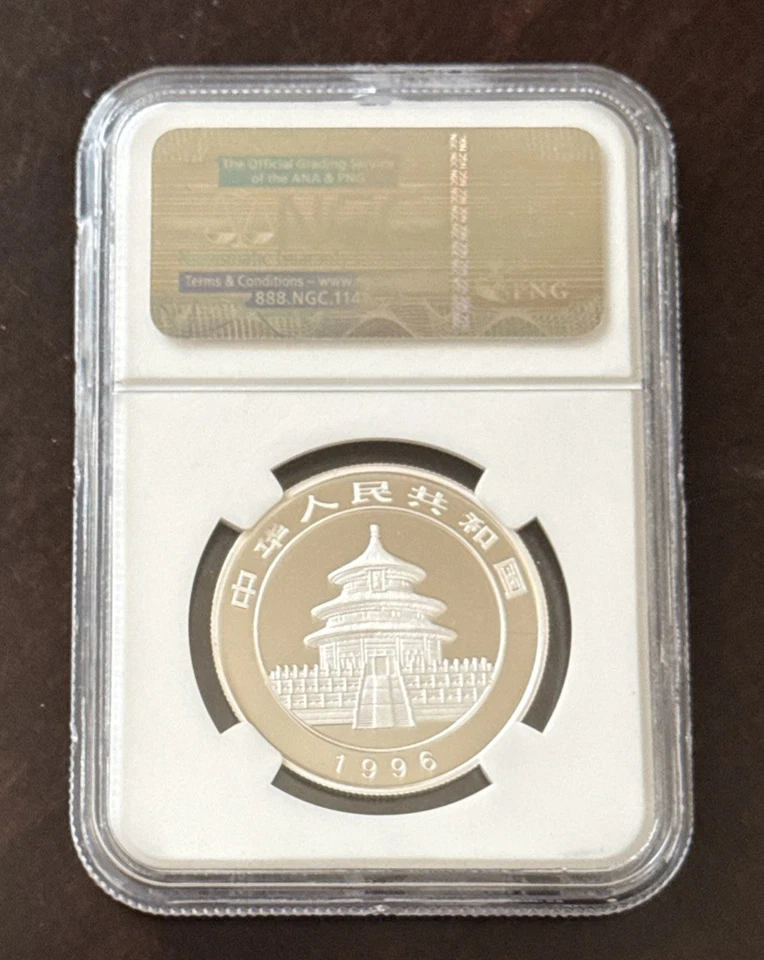 The Official Grading Service
of the ANA & PNG
NGC
Terms & Conditions – www.
888.NGC.114
PNG
中华人民共和国
1996